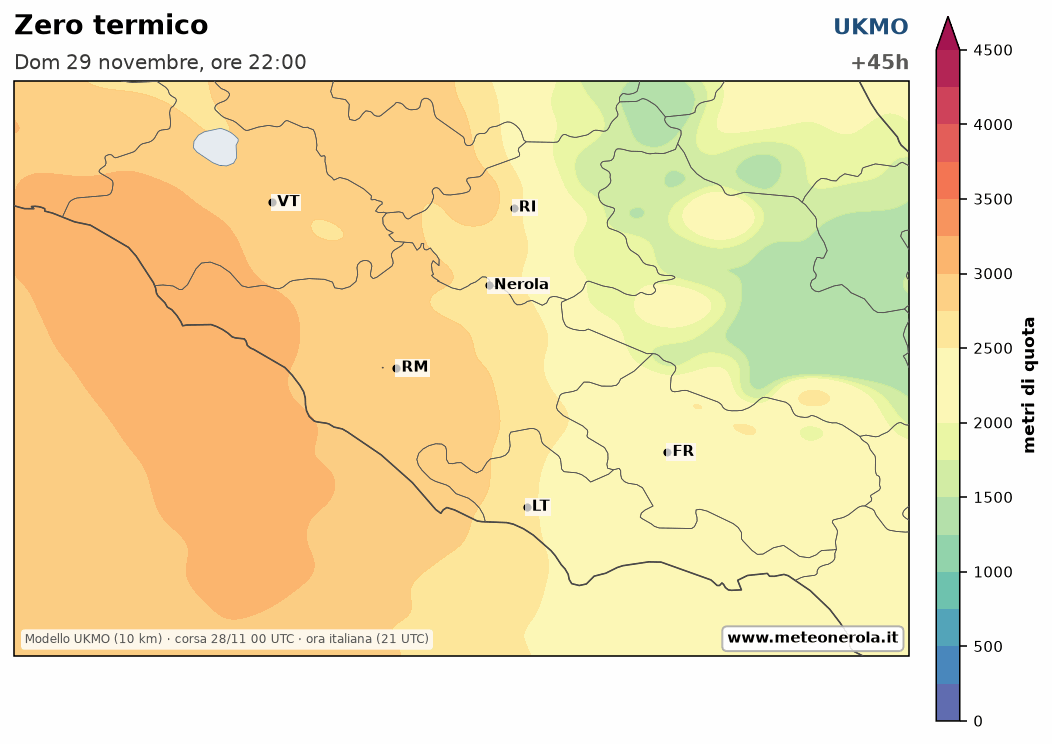 Zero termico
UKMO
Dom 29 novembre, ore 22:00
+45h
VT
RI
Nerola
RM
FR
LT
Modello UKMO (10 km) · corsa 28/11 00 UTC · ora italiana (21 UTC)
www.meteonerola.it
4500
4000
3500
3000
2500
2000
1500
1000
500
0
metri di quota